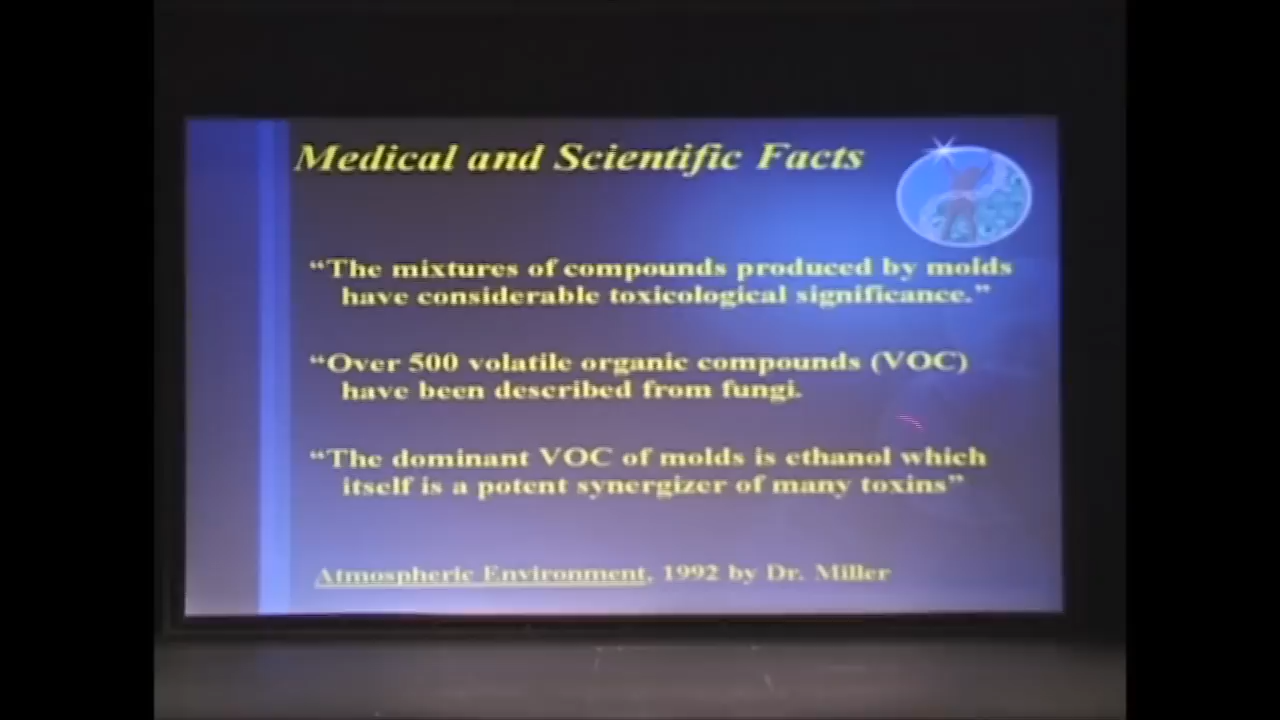 Medical and Scientific Facts
“The mixtures of compounds produced by molds
have considerable toxicological significance.”
“Over 500 volatile organic compounds (VOC)
have been described from fungi.
“The dominant VOC of molds is ethanol which
itself is a potent synergizer of many toxins”
Atmospheric Environment, 1992 by Dr. Miller